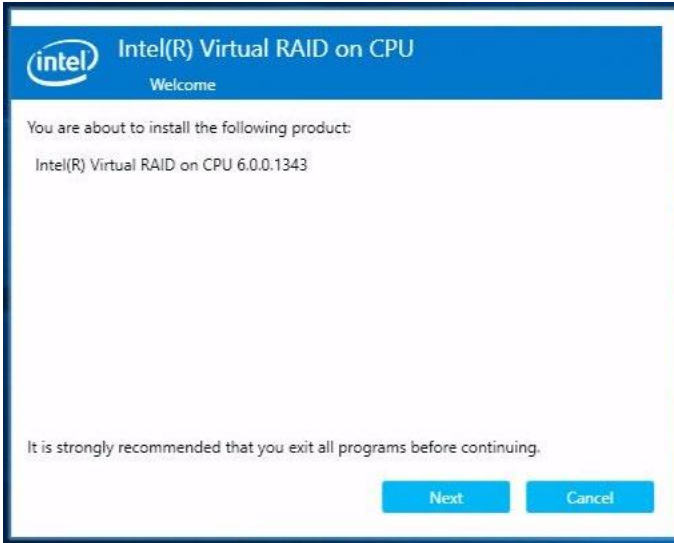 intel
Intel(R) Virtual RAID on CPU
Welcome
You are about to install the following product:
Intel(R) Virtual RAID on CPU 6.0.0.1343
It is strongly recommended that you exit all programs before continuing.
Next Cancel